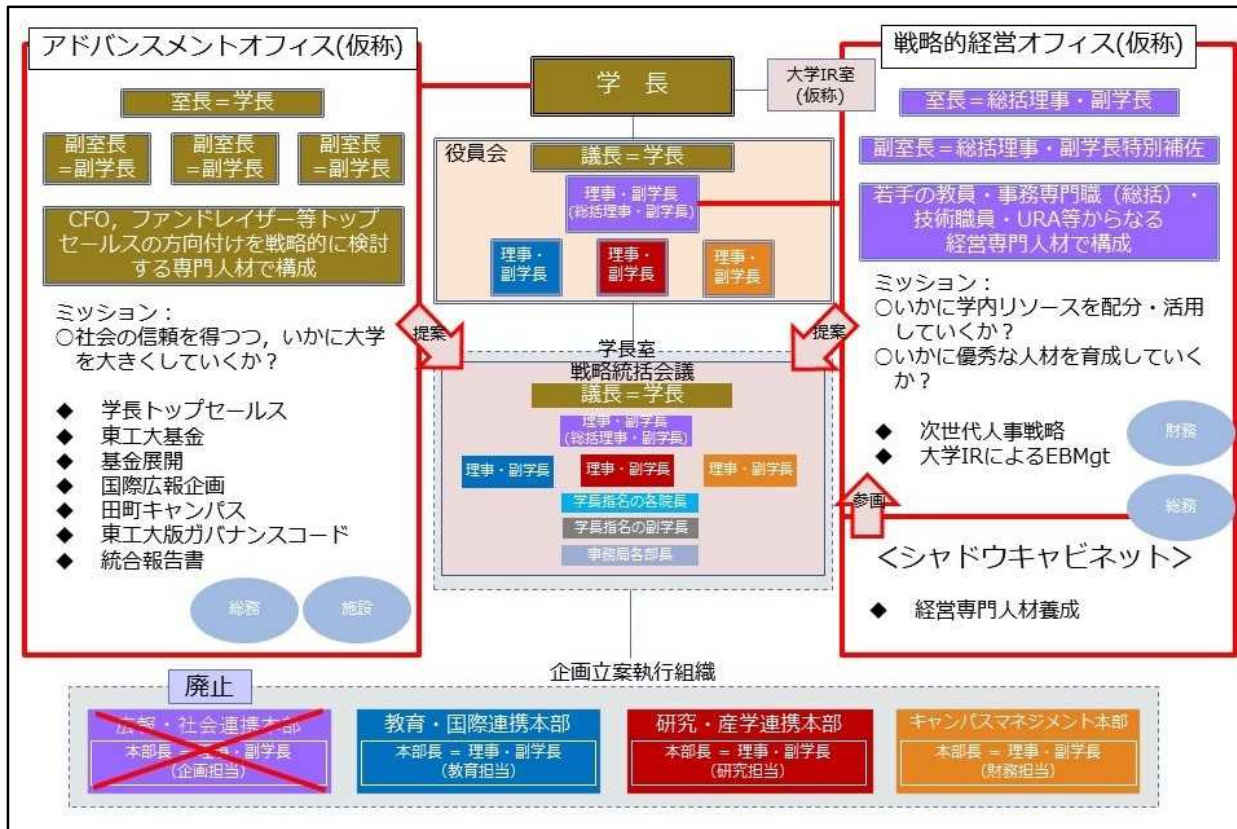 アドバンスメントオフィス(仮称)
室長＝学長
副室長
＝副学長
副室長
＝副学長
副室長
＝副学長
CFO，ファンドレイザー等トップ
セールスの方向付けを戦略的に検討
する専門人材で構成
ミッション：
○社会の信頼を得つつ，いかに大学
を大きくしていくか？
◆ 学長トップセールス
◆ 東工大基金
◆ 基金展開
◆ 国際広報企画
◆ 田町キャンパス
◆ 東工大版ガバナンスコード
◆ 統合報告書
総務
施設
学　長
大学IR室
(仮称)
役員会
議長＝学長
理事・副学長
(総括理事・副学長)
理事・
副学長
理事・
副学長
理事・
副学長
提案
提案
学長室
戦略統括会議
議長＝学長
理事・副学長
(総括理事・副学長)
理事・副学長
理事・副学長
理事・副学長
学長指名の各院長
学長指名の副学長
事務局各部長
戦略的経営オフィス(仮称)
室長＝総括理事・副学長
副室長＝総括理事・副学長特別補佐
若手の教員・事務専門職（総括）・
技術職員・URA等からなる
経営専門人材で構成
ミッション：
○いかに学内リソースを配分・活用
していくか？
○いかに優秀な人材を育成していく
か？
◆ 次世代人事戦略
◆ 大学IRによるEBMgt
財務
総務
参画
＜シャドウキャビネット＞
◆ 経営専門人材養成
企画立案執行組織
廃止
広報・社会連携本部
本部長 = 理事・副学長
(企画担当)
教育・国際連携本部
本部長 = 理事・副学長
(教育担当)
研究・産学連携本部
本部長 = 理事・副学長
(研究担当)
キャンパスマネジメント本部
本部長 = 理事・副学長
(財務担当)